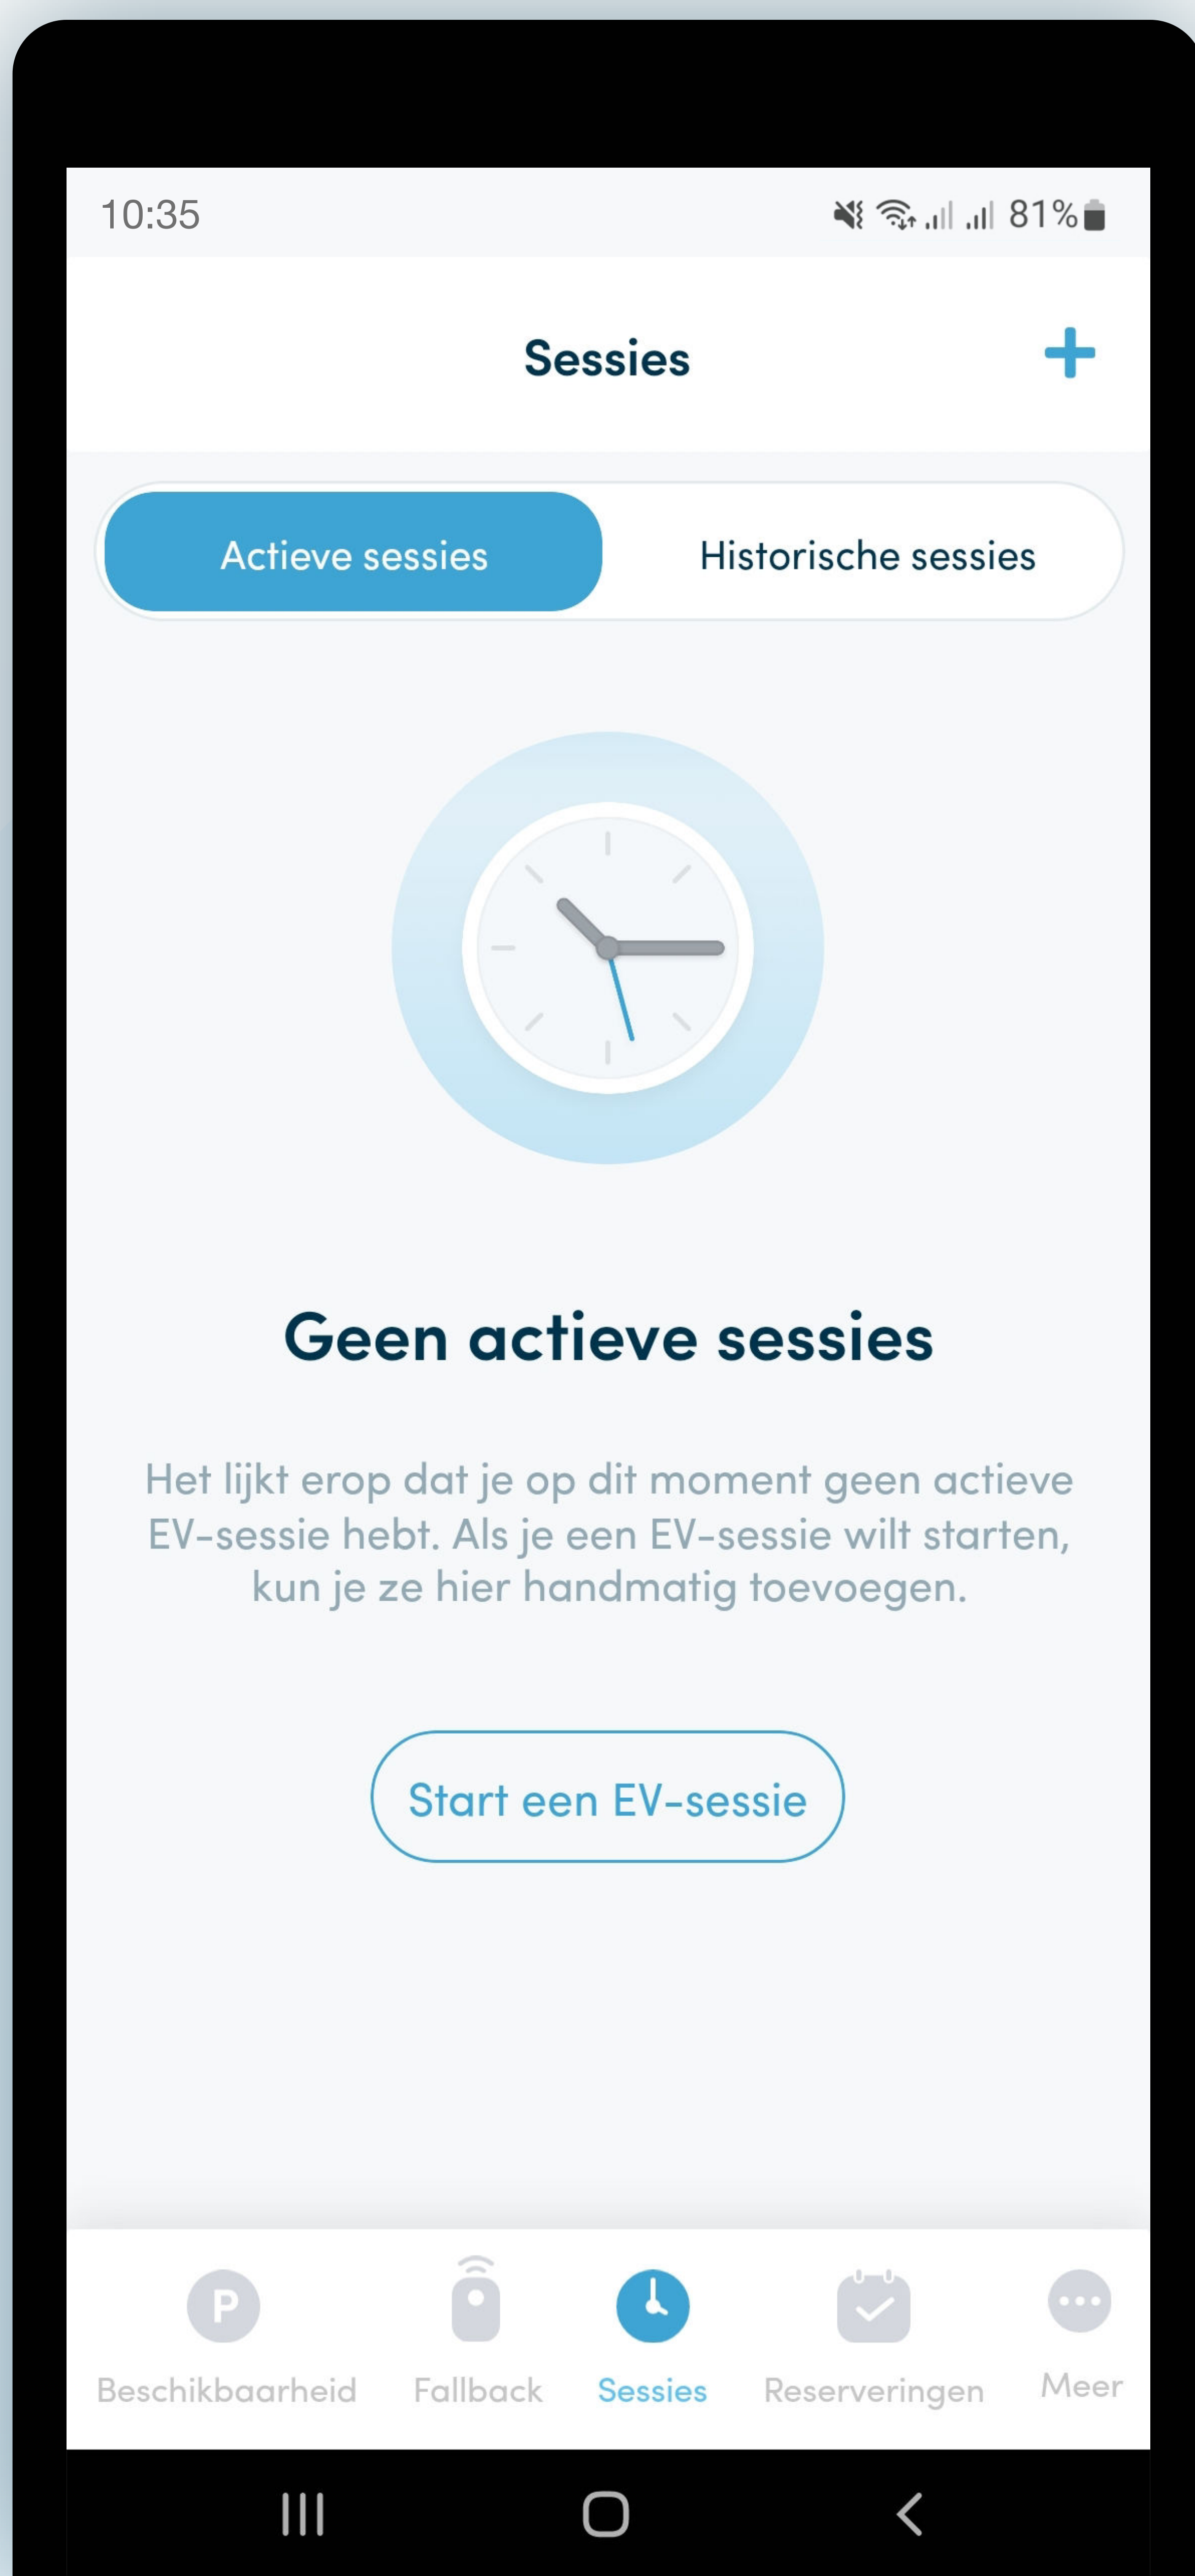 10:35
81%
Sessies
Actieve sessies
Historische sessies
Geen actieve sessies
Het lijkt erop dat je op dit moment geen actieve
EV-sessie hebt. Als je een EV-sessie wilt starten,
kun je ze hier handmatig toevoegen.
Start een EV-sessie
P
Beschikbaarheid
Fallback
Sessies
Reserveringen
Meer